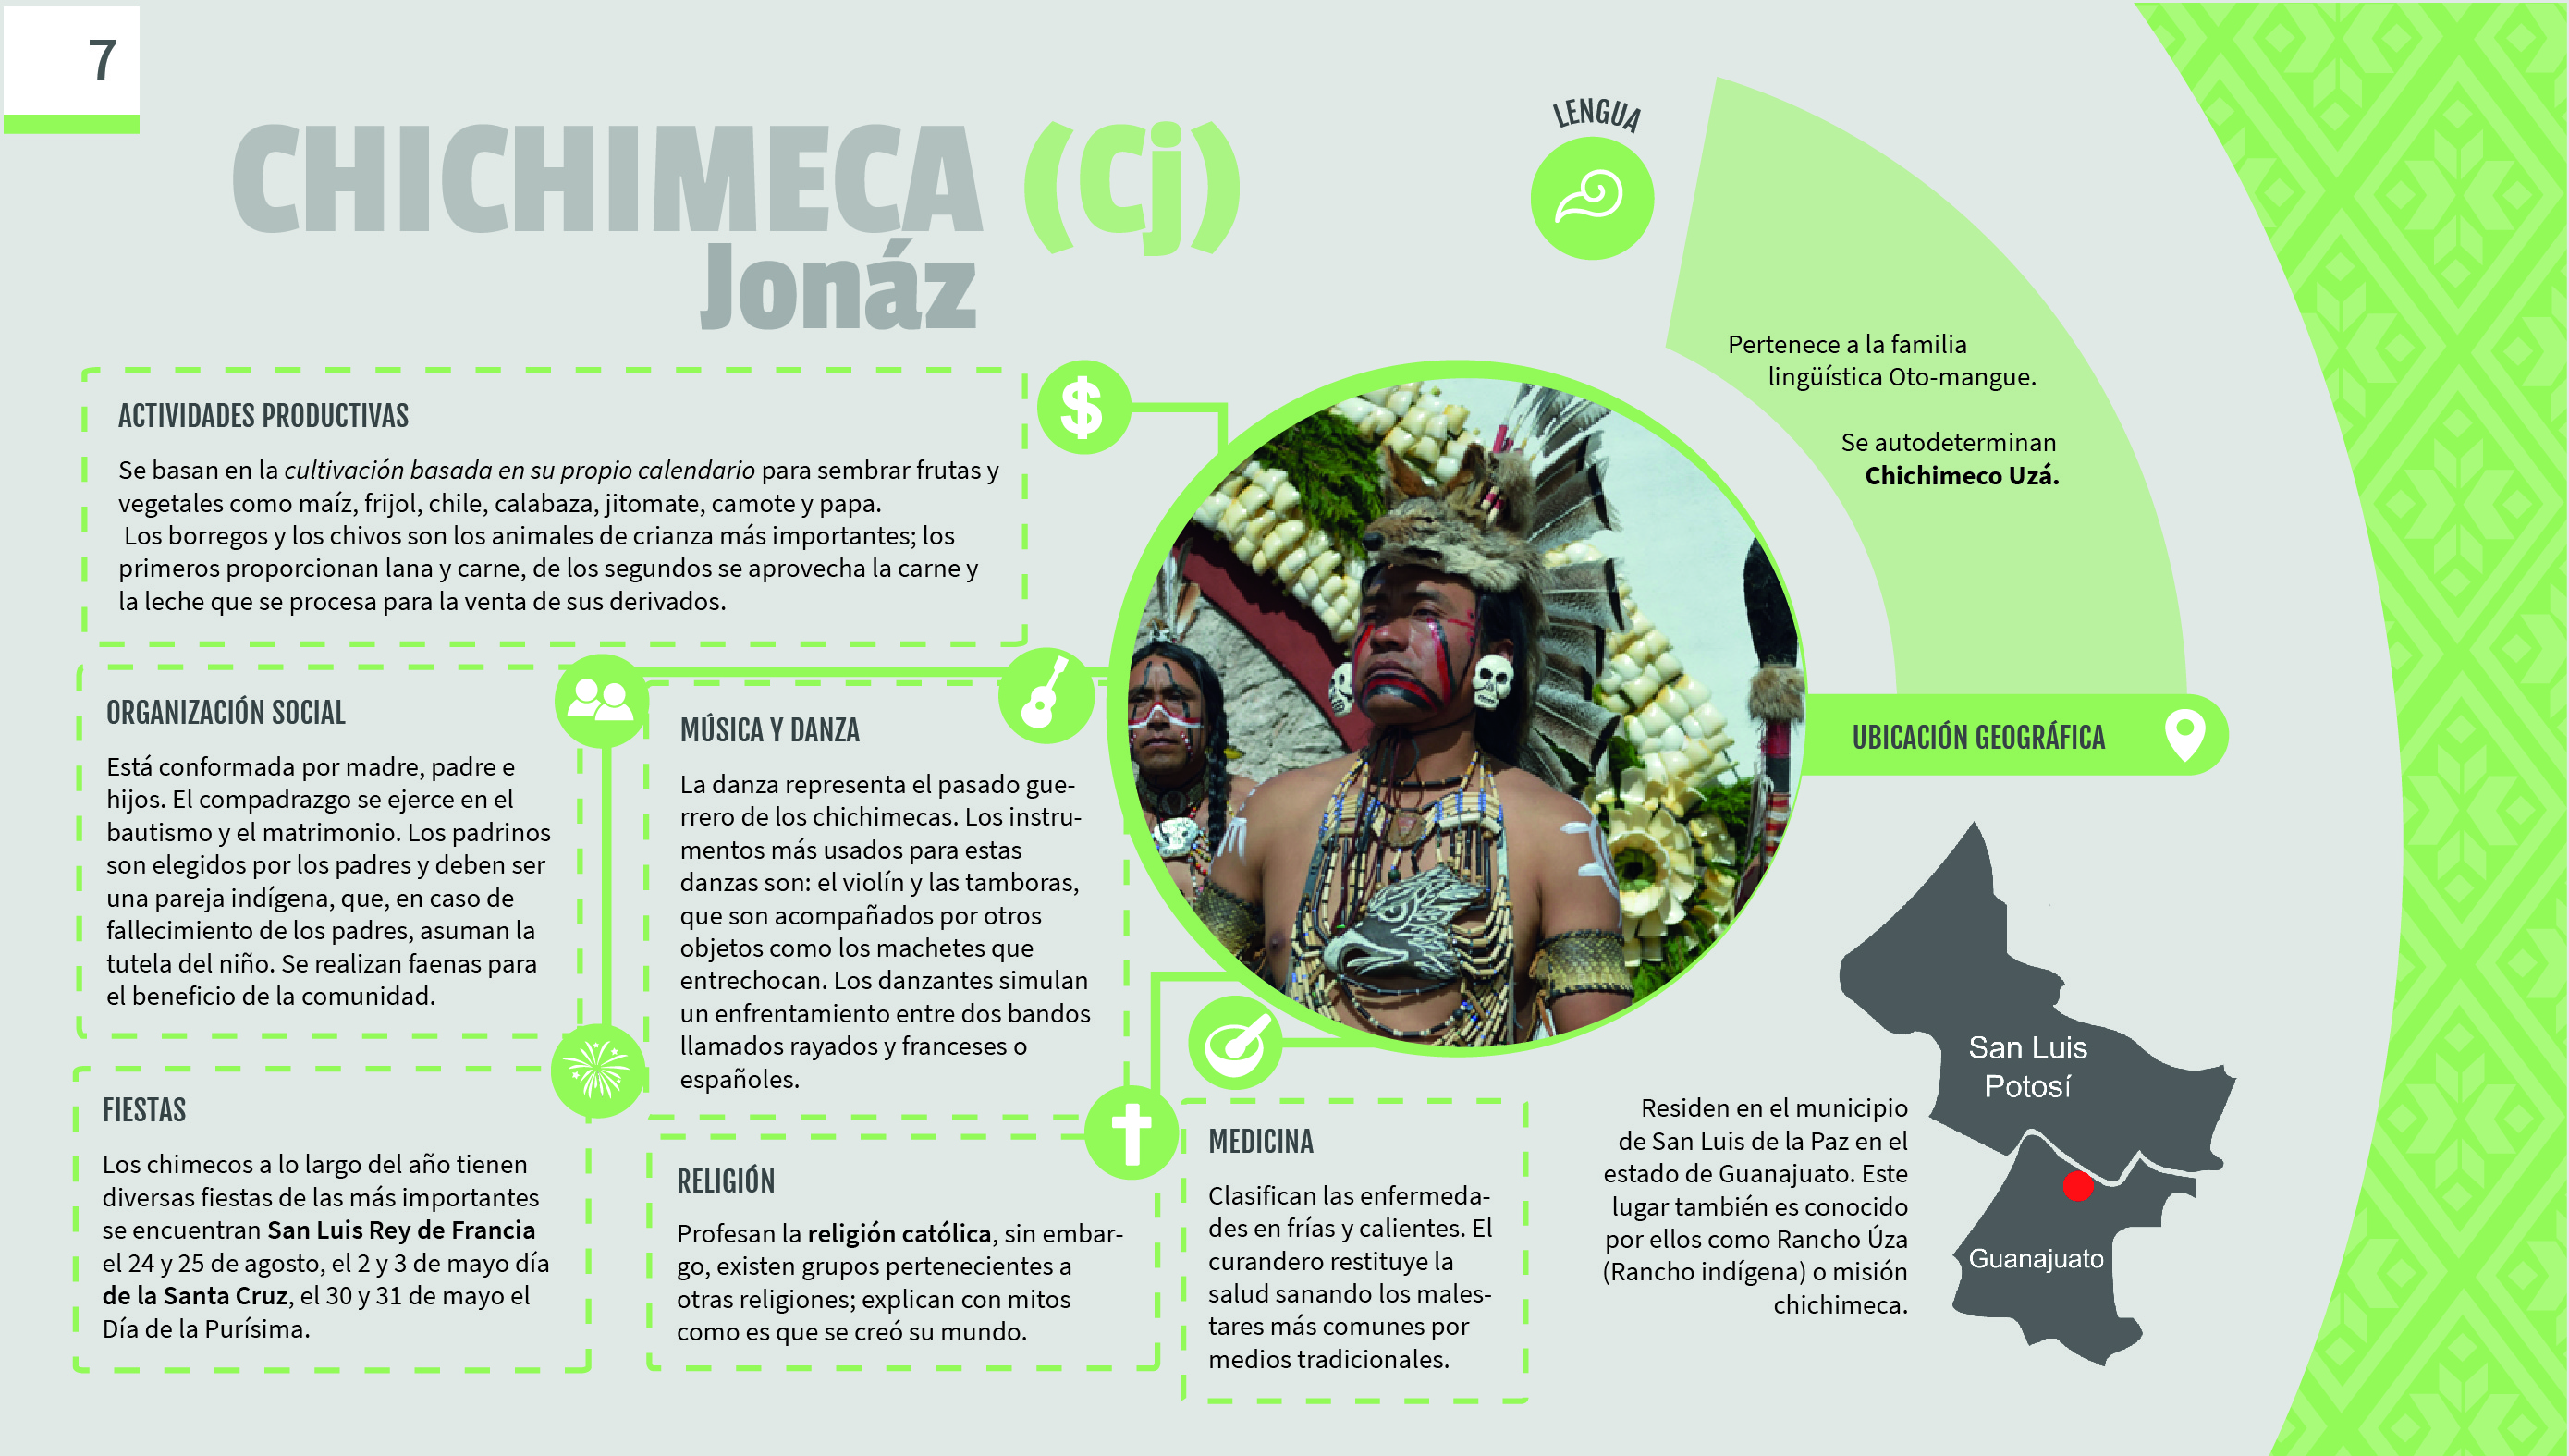 7
CHICHIMECA (Cj)
Jonáz
LENGUA
Pertenece a la familia
lingüística Oto-mangue.
Se autodeterminan
Chichimeco Uzá.
ACTIVIDADES PRODUCTIVAS
Se basan en la cultivación basada en su propio calendario para sembrar frutas y
vegetales como maíz, frijol, chile, calabaza, jitomate, camote y papa.
Los borregos y los chivos son los animales de crianza más importantes; los
primeros proporcionan lana y carne, de los segundos se aprovecha la carne y
la leche que se procesa para la venta de sus derivados.
ORGANIZACIÓN SOCIAL
Está conformada por madre, padre e
hijos. El compadrazgo se ejerce en el
bautismo y el matrimonio. Los padrinos
son elegidos por los padres y deben ser
una pareja indígena, que, en caso de
fallecimiento de los padres, asuman la
tutela del niño. Se realizan faenas para
el beneficio de la comunidad.
MÚSICA Y DANZA
La danza representa el pasado gue-
rrero de los chichimecas. Los instru-
mentos más usados para estas
danzas son: el violín y las tamboras,
que son acompañados por otros
objetos como los machetes que
entrechocan. Los danzantes simulan
un enfrentamiento entre dos bandos
llamados rayados y franceses o
españoles.
FIESTAS
Los chimecos a lo largo del año tienen
diversas fiestas de las más importantes
se encuentran San Luis Rey de Francia
el 24 y 25 de agosto, el 2 y 3 de mayo día
de la Santa Cruz, el 30 y 31 de mayo el
Día de la Purísima.
RELIGIÓN
Profesan la religión católica, sin embar-
go, existen grupos pertenecientes a
otras religiones; explican con mitos
como es que se creó su mundo.
MEDICINA
Clasifican las enfermeda-
des en frías y calientes. El
curandero restituye la
salud sanando los males-
tares más comunes por
medios tradicionales.
UBICACIÓN GEOGRÁFICA
Residen en el municipio
de San Luis de la Paz en el
estado de Guanajuato. Este
lugar también es conocido
por ellos como Rancho Úza
(Rancho indígena) o misión
chichimeca.
San Luis
Potosí
Guanajuato